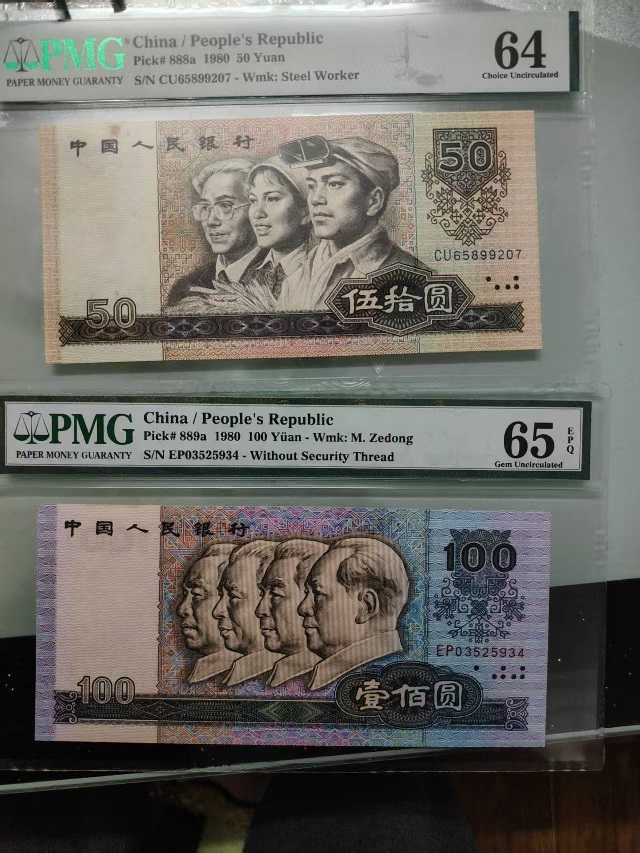 PMG
PAPER MONEY GUARANTY
China / People's Republic
Pick# 888a 1980 50 Yuan
S/N CU65899207 - Wmk: Steel Worker
64
Choice Uncirculated
中国人民银行
50
CU65899207
50
伍拾圆
PMG
PAPER MONEY GUARANTY
China / People's Republic
Pick# 889a 1980 100 Yüan - Wmk: M. Zedong
S/N EP03525934 - Without Security Thread
65
EPQ
Gem Uncirculated
中国人民银行
100
EP03525934
100
壹佰圆